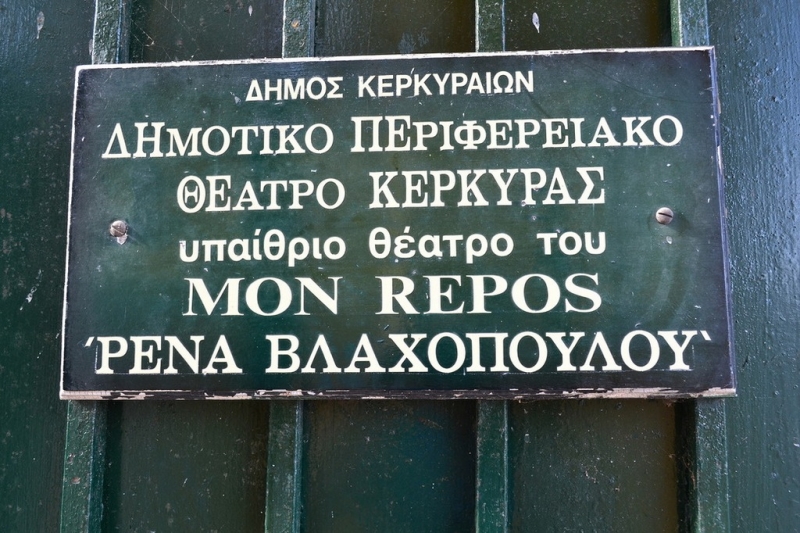 ΔΗΜΟΣ ΚΕΡΚΥΡΑΙΩΝ
ΔΗΜΟΤΙΚΟ ΠΕΡΙΦΕΡΕΙΑΚΟ
ΘΕΑΤΡΟ ΚΕΡΚΥΡΑΣ
υπαίθριο θέατρο του
MON REPOS
'ΡΕΝΑ ΒΛΑΧΟΠΟΥΛΟΥ'